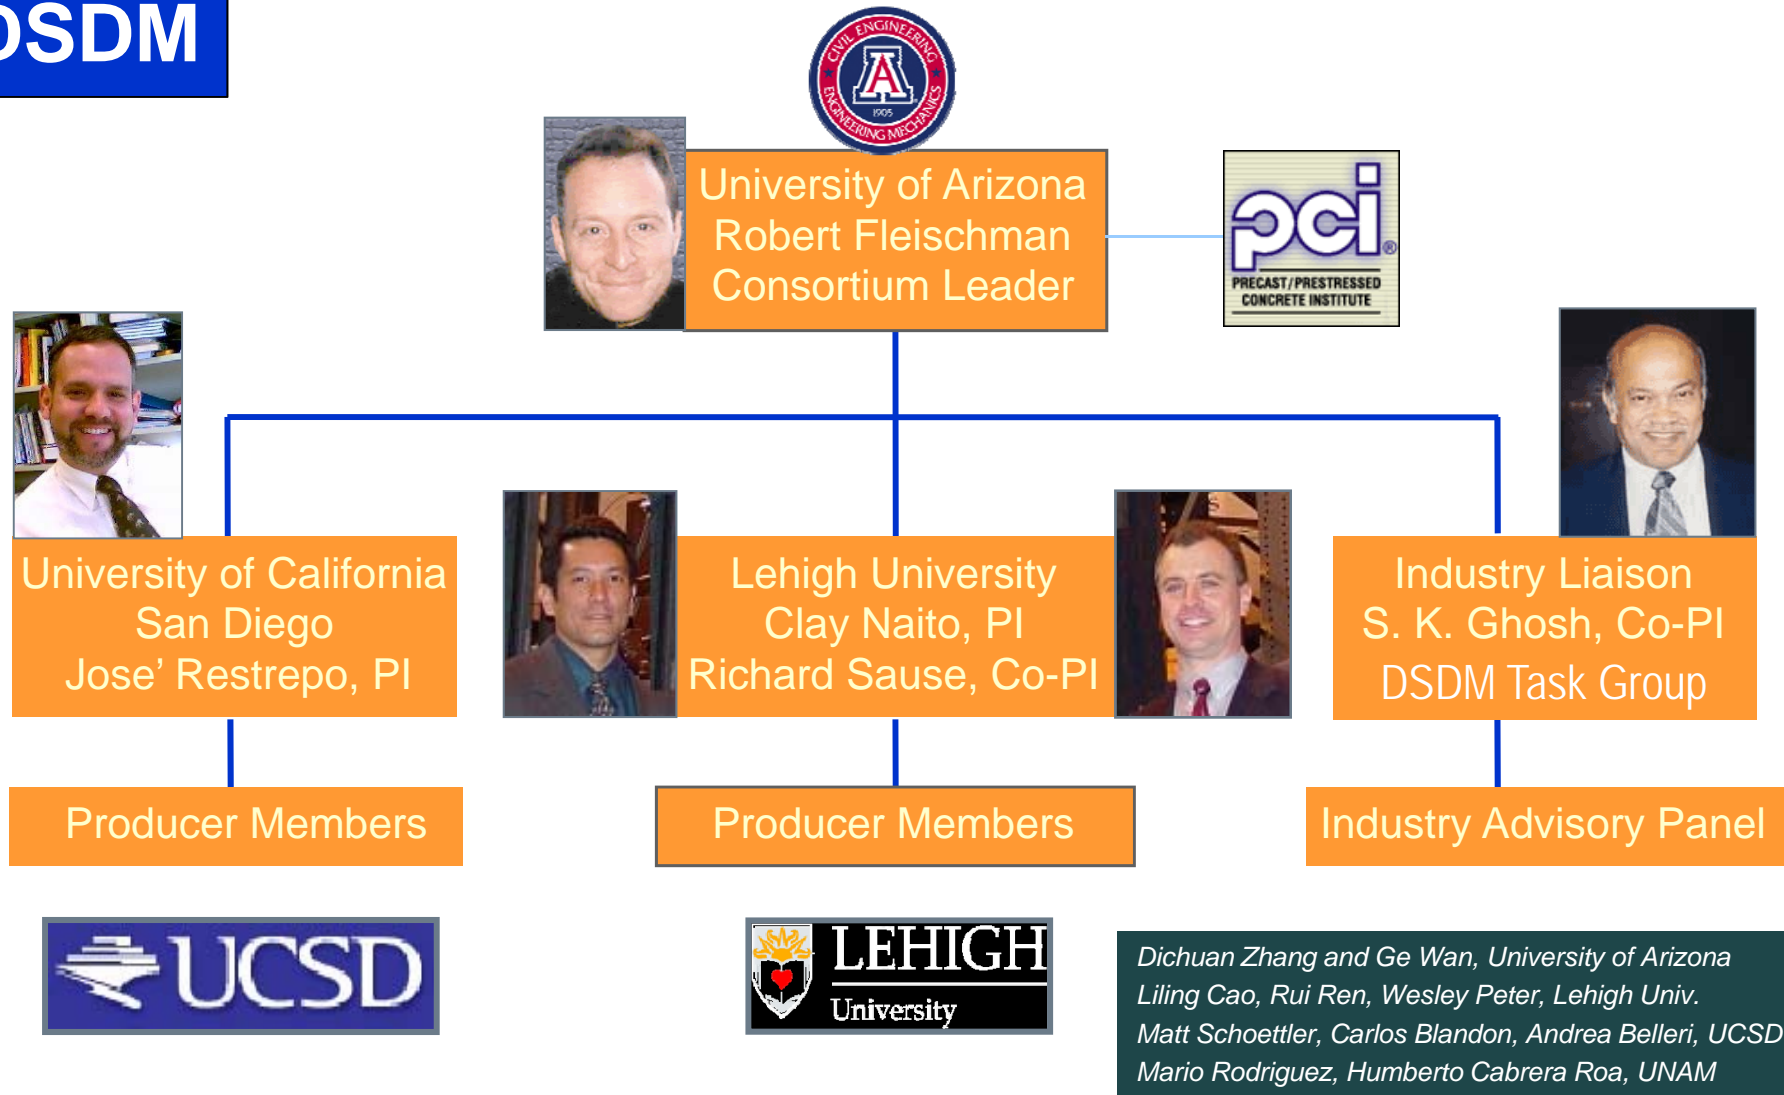 DSDM
CIVIL ENGINEERING
ENGINEERING MECHANICS
A
1905
University of Arizona
Robert Fleischman
Consortium Leader
pci®
PRECAST/PRESTRESSED
CONCRETE INSTITUTE
University of California
San Diego
Jose’ Restrepo, PI
Lehigh University
Clay Naito, PI
Richard Sause, Co-PI
Industry Liaison
S. K. Ghosh, Co-PI
DSDM Task Group
Producer Members
Producer Members
Industry Advisory Panel
UCSD
LEHIGH
University
Dichuan Zhang and Ge Wan, University of Arizona
Liling Cao, Rui Ren, Wesley Peter, Lehigh Univ.
Matt Schoettler, Carlos Blandon, Andrea Belleri, UCSD
Mario Rodriguez, Humberto Cabrera Roa, UNAM